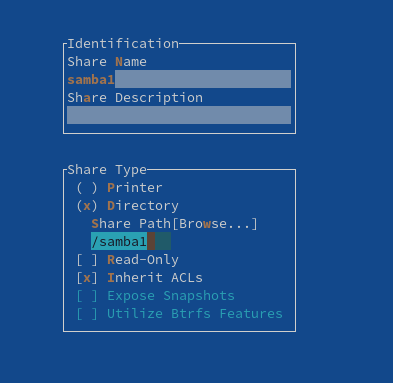 Identification
Share Name
samba1
Share Description
Share Type
( ) Printer
(x) Directory
Share Path[Browse...]
/samba1
[ ] Read-Only
[x] Inherit ACLs
[ ] Expose Snapshots
[ ] Utilize Btrfs Features